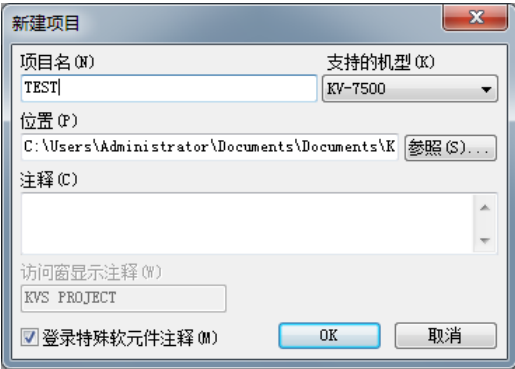 新建项目
项目名(N)
支持的机型(K)
TEST
KV-7500
位置(P)
C:\Users\Administrator\Documents\Documents\K
参照(S)...
注释(C)
访问窗显示注释(W)
KVS PROJECT
登录特殊软元件注释(M)
OK
取消